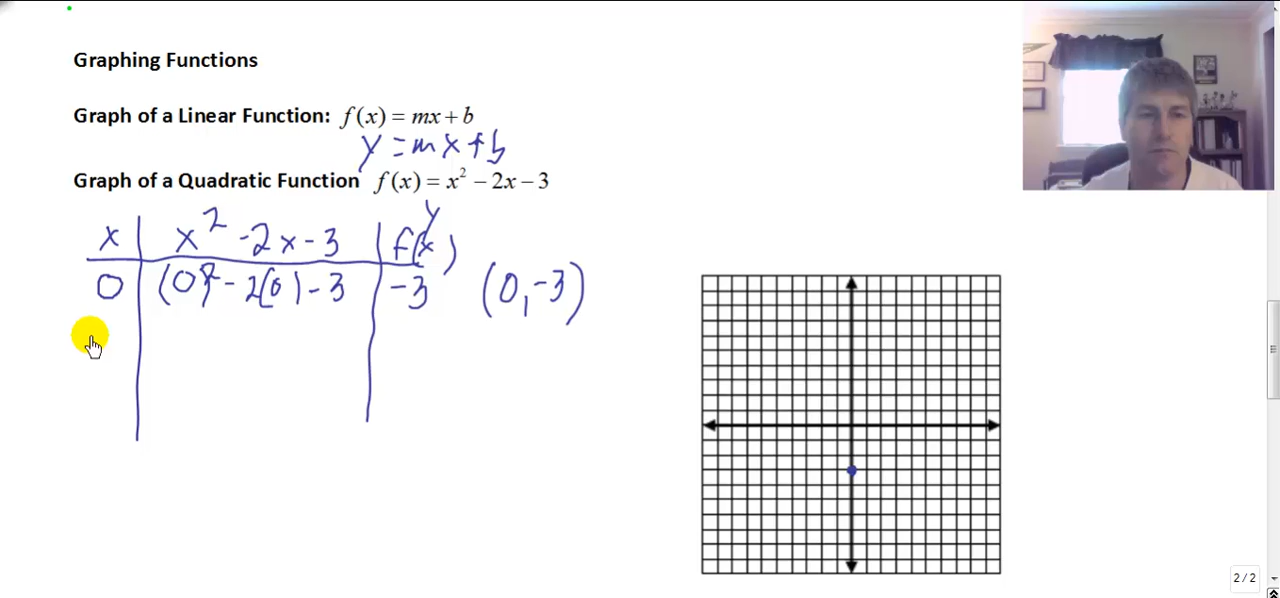 Graphing Functions
Graph of a Linear Function: f(x) = mx + b
y = mx + b
Graph of a Quadratic Function f(x) = x² − 2x − 3
y
x | x² - 2x - 3 | f(x)
0 | (0)² - 2(0) - 3 | -3 (0, -3)
2 / 2